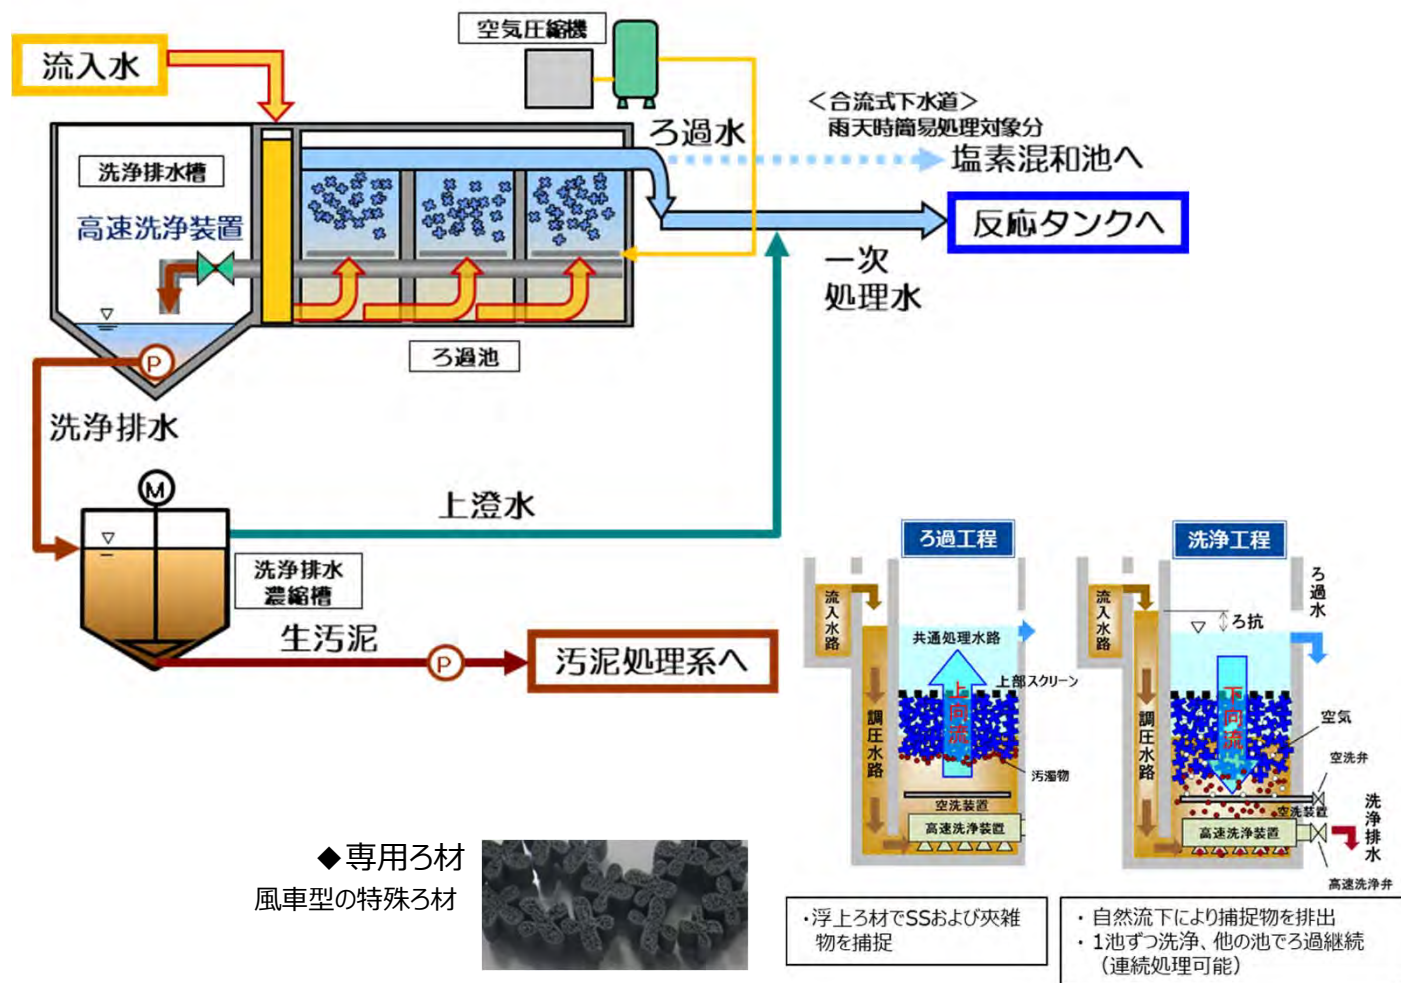 空気圧縮機
流入水
＜合流式下水道＞
雨天時簡易処理対象分
ろ過水
塩素混和池へ
洗浄排水槽
高速洗浄装置
反応タンクへ
一次
処理水
P
ろ過池
洗浄排水
M
上澄水
洗浄排水
濃縮槽
生汚泥
P
汚泥処理系へ
ろ過工程
流入水路
共通処理水路
上部スクリーン
上向流
調圧水路
汚濁物
空洗装置
高速洗浄装置
・浮上ろ材でSSおよび夾雑
物を捕捉
洗浄工程
ろ過水
流入水路
ろ抗
下向流
空気
調圧水路
空洗弁
空洗装置
高速洗浄装置
洗浄排水
高速洗浄弁
・ 自然流下により捕捉物を排出
・ 1池ずつ洗浄、他の池でろ過継続
（連続処理可能）
◆専用ろ材
風車型の特殊ろ材